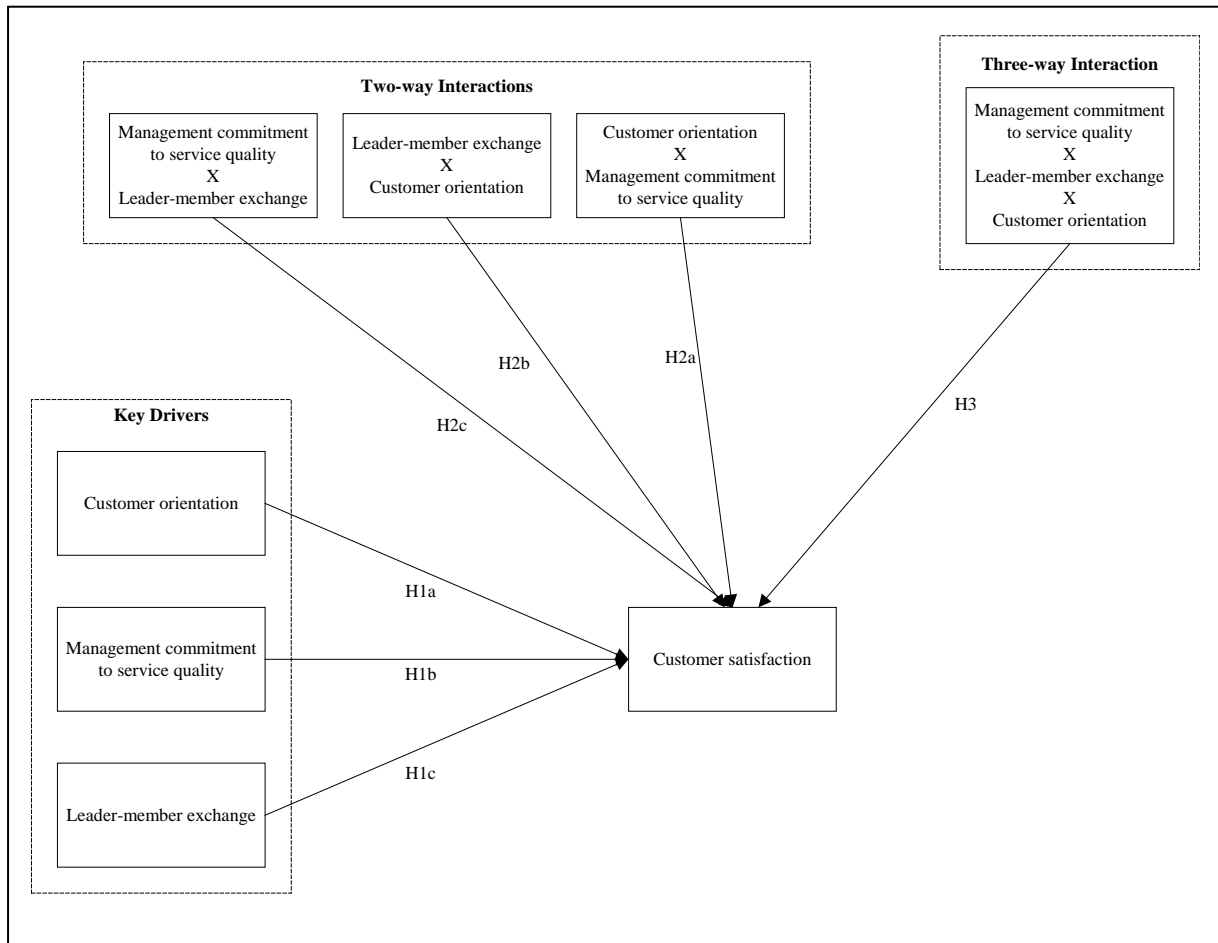 Two-way Interactions
Management commitment
to service quality
X
Leader-member exchange
Leader-member exchange
X
Customer orientation
Customer orientation
X
Management commitment
to service quality
Three-way Interaction
Management commitment
to service quality
X
Leader-member exchange
X
Customer orientation
H2b
H2a
H2c
H3
Key Drivers
Customer orientation
Management commitment
to service quality
Leader-member exchange
H1a
H1b
H1c
Customer satisfaction